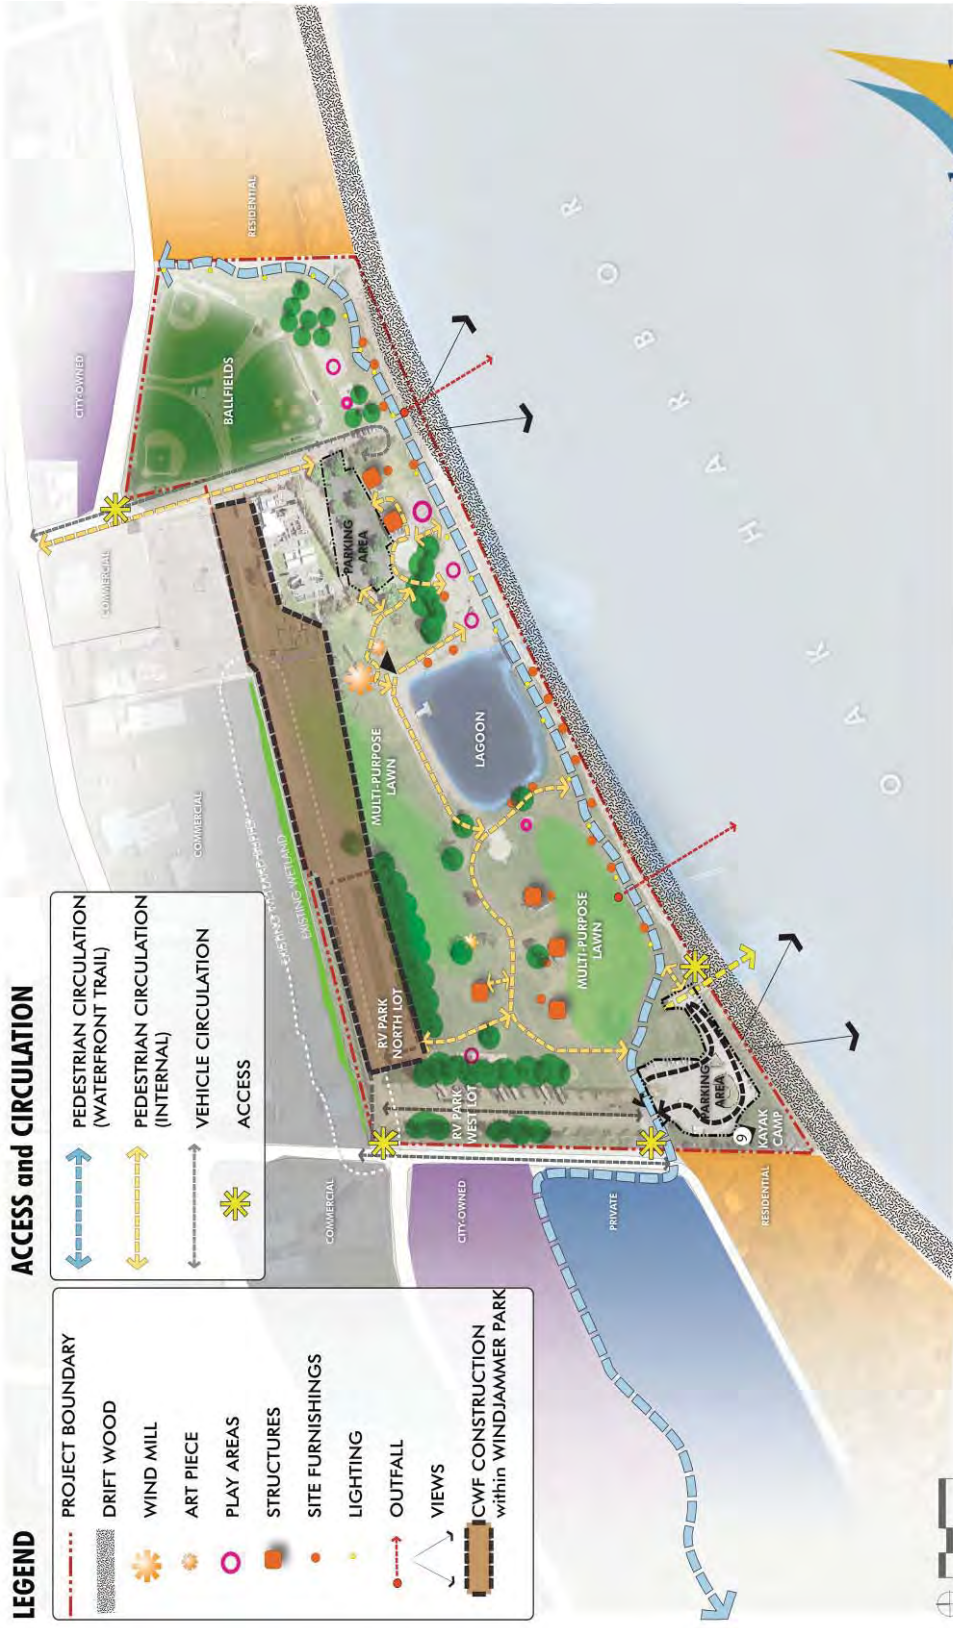 LEGEND
PROJECT BOUNDARY
DRIFT WOOD
WIND MILL
ART PIECE
PLAY AREAS
STRUCTURES
SITE FURNISHINGS
LIGHTING
OUTFALL
VIEWS
CWF CONSTRUCTION
within WINDJAMMER PARK
ACCESS and CIRCULATION
PEDESTRIAN CIRCULATION
(WATERFRONT TRAIL)
PEDESTRIAN CIRCULATION
(INTERNAL)
VEHICLE CIRCULATION
ACCESS
COMMERCIAL
CITY-OWNED
PRIVATE
RESIDENTIAL
COMMERCIAL
EXISTING WETLAND
RV PARK
NORTH LOT
RV PARK
WEST LOT
PARKING
AREA
9
KAYAK
CAMP
MULTI-PURPOSE
LAWN
MULTI-PURPOSE
LAWN
LAGOON
COMMERCIAL
PARKING
AREA
CITY-OWNED
BALLFIELDS
RESIDENTIAL
OAK HARBOR